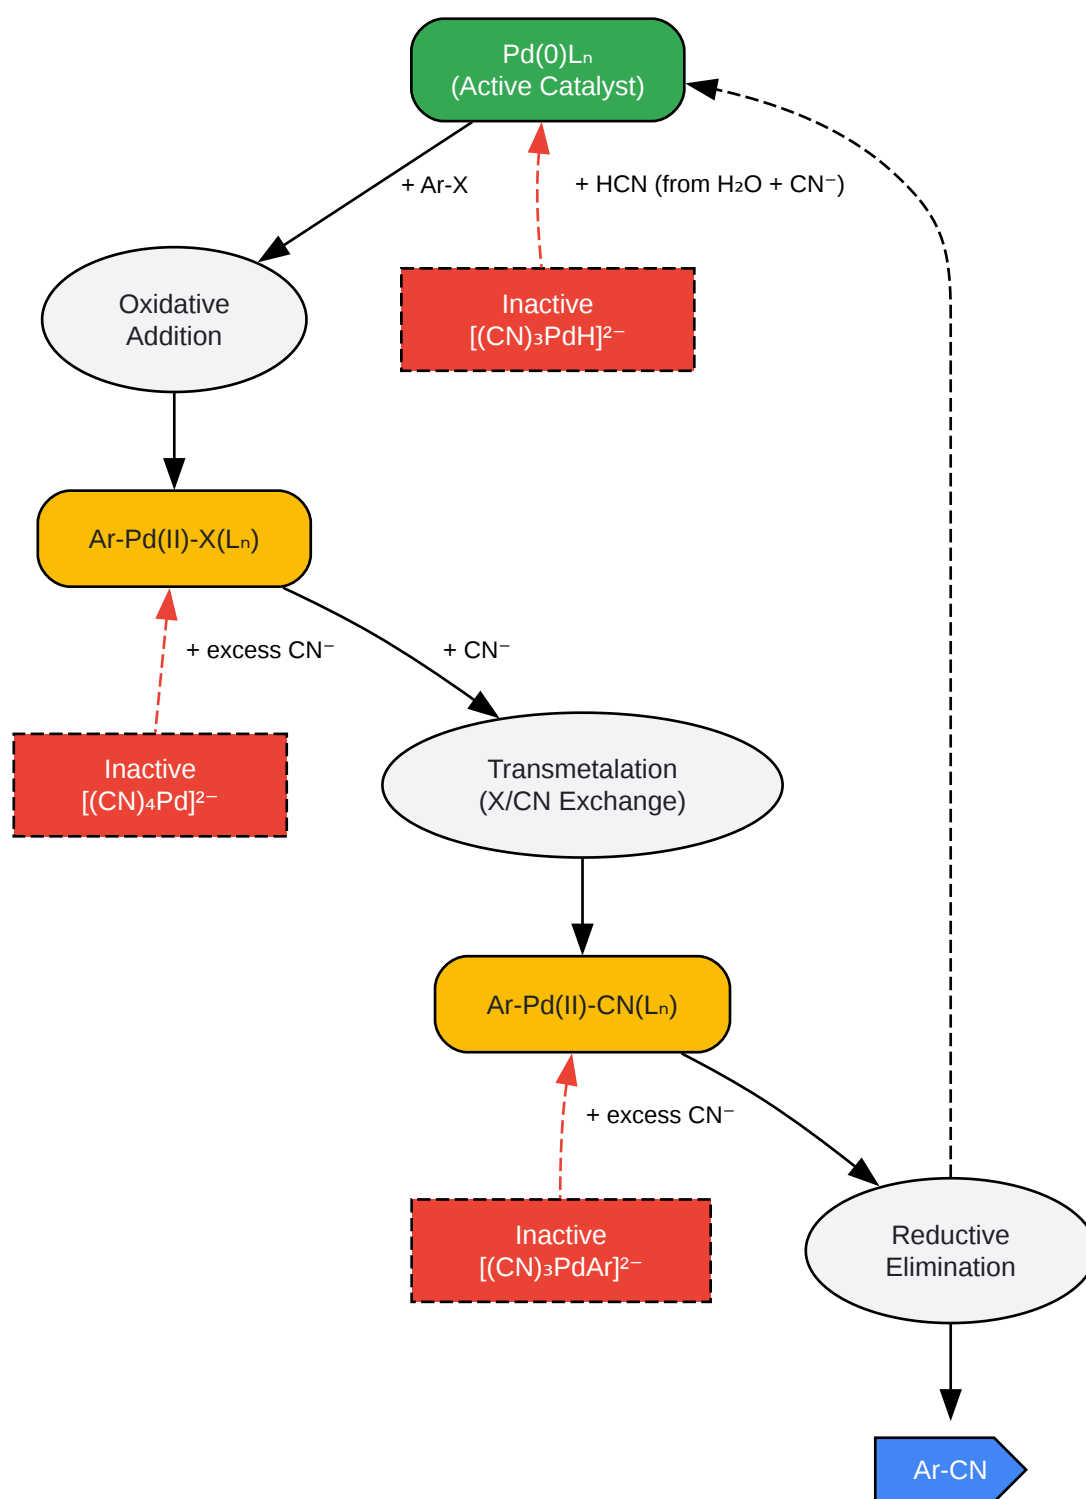 Pd(0)Lₙ
(Active Catalyst)
+ Ar-X
+ HCN (from H₂O + CN⁻)
Oxidative
Addition
Inactive
[(CN)₃PdH]²⁻
Ar-Pd(II)-X(Lₙ)
+ excess CN⁻
+ CN⁻
Inactive
[(CN)₄Pd]²⁻
Transmetalation
(X/CN Exchange)
Ar-Pd(II)-CN(Lₙ)
+ excess CN⁻
Inactive
[(CN)₃PdAr]²⁻
Reductive
Elimination
Ar-CN